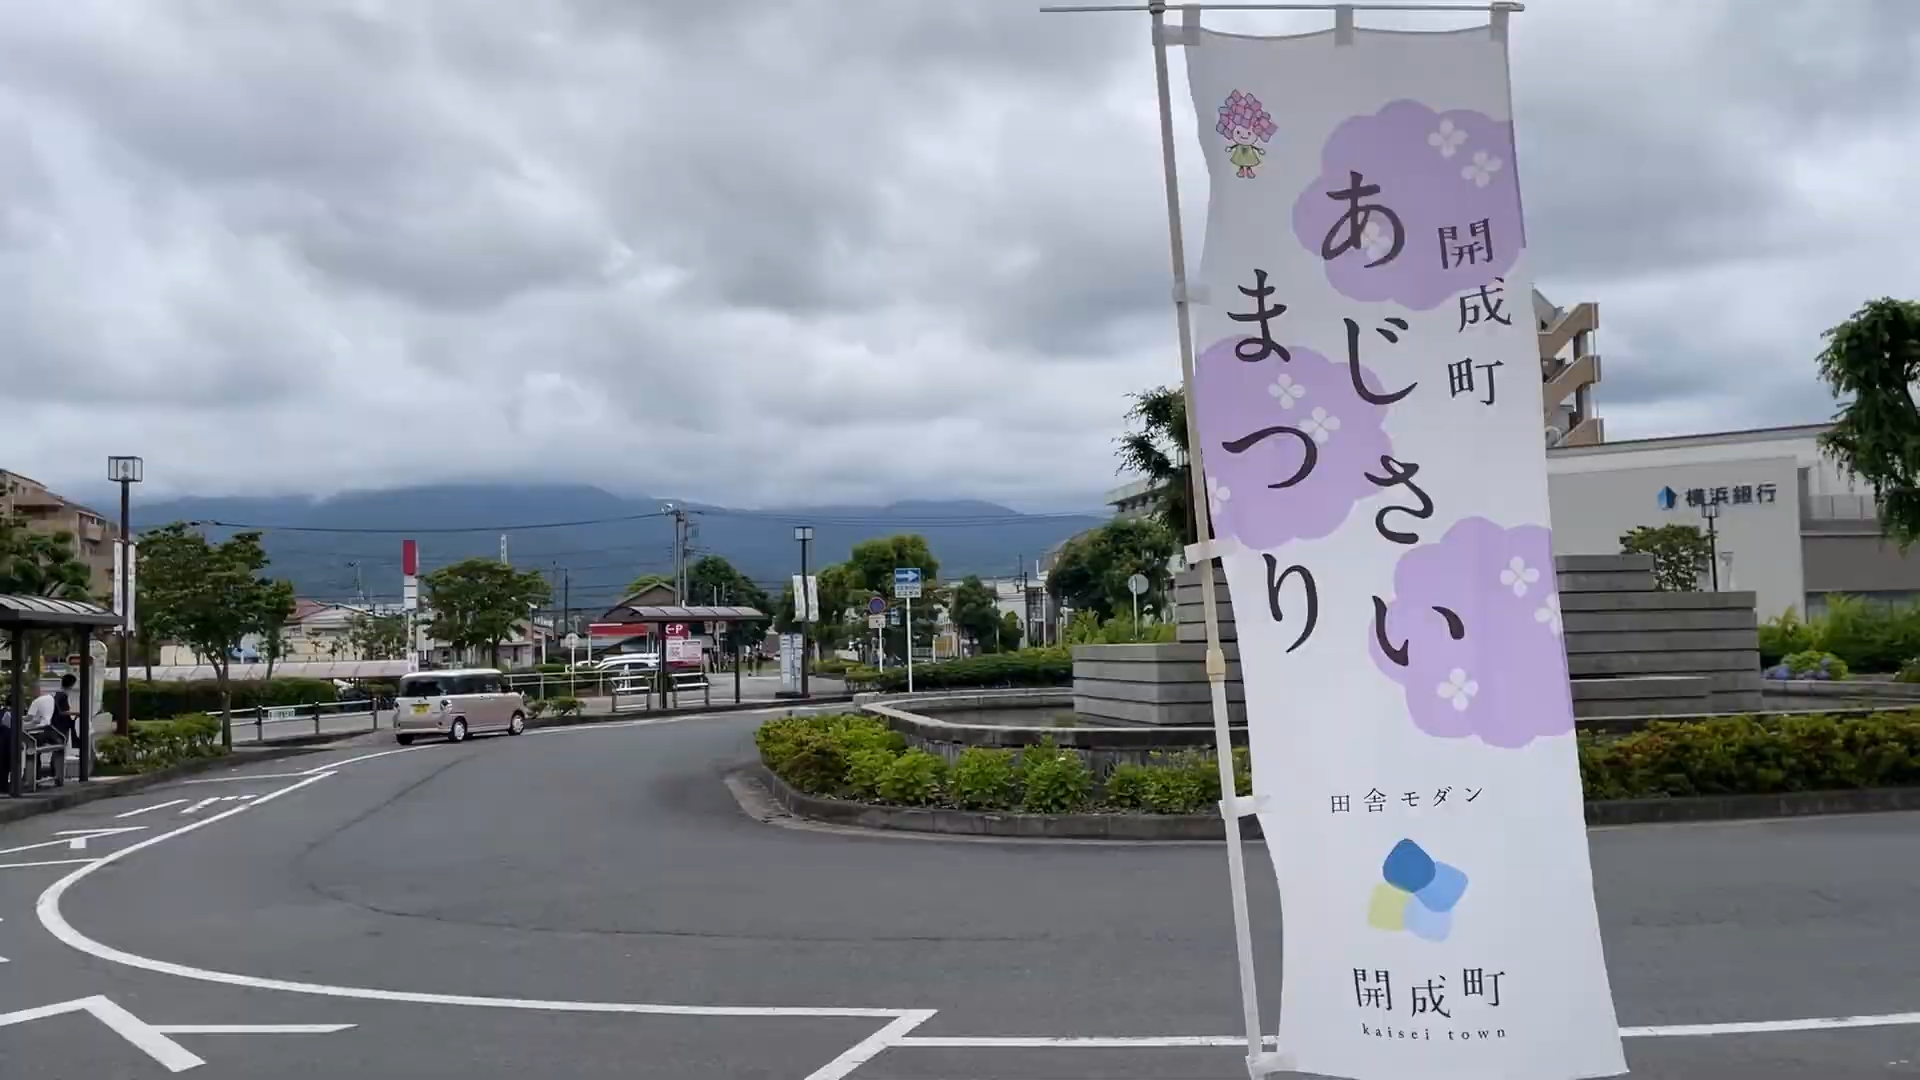 開成町
あじさい
まつり
田舎モダン
開成町
kaisei town
横浜銀行
P